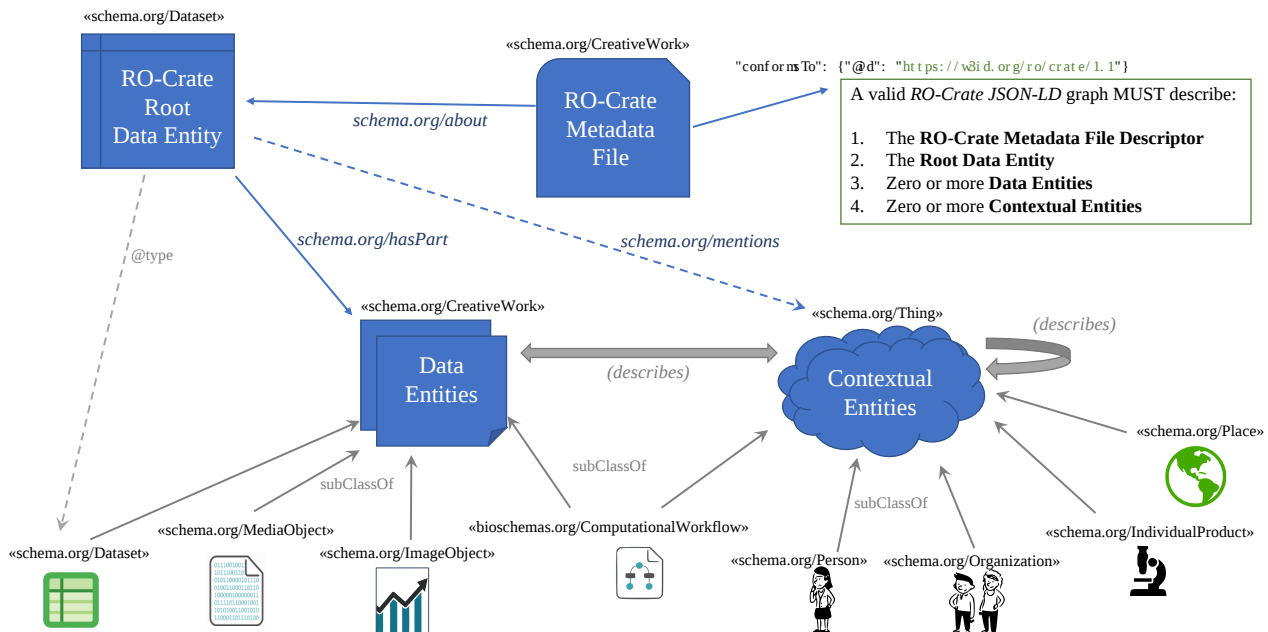 «schema.org/Dataset»
RO-Crate
Root
Data Entity
«schema.org/CreativeWork»
RO-Crate
Metadata
File
schema.org/about
"conformsTo": {"@id": "https://w3id.org/ro/crate/1.1"}
A valid RO-Crate JSON-LD graph MUST describe:
1. The RO-Crate Metadata File Descriptor
2. The Root Data Entity
3. Zero or more Data Entities
4. Zero or more Contextual Entities
@type
schema.org/hasPart
schema.org/mentions
«schema.org/CreativeWork»
Data
Entities
(describes)
«schema.org/Thing»
Contextual
Entities
(describes)
subClassOf
subClassOf
subClassOf
«schema.org/Place»
«schema.org/Dataset»
«schema.org/MediaObject»
«schema.org/ImageObject»
«bioschemas.org/ComputationalWorkflow»
«schema.org/Person»
«schema.org/Organization»
«schema.org/IndividualProduct»